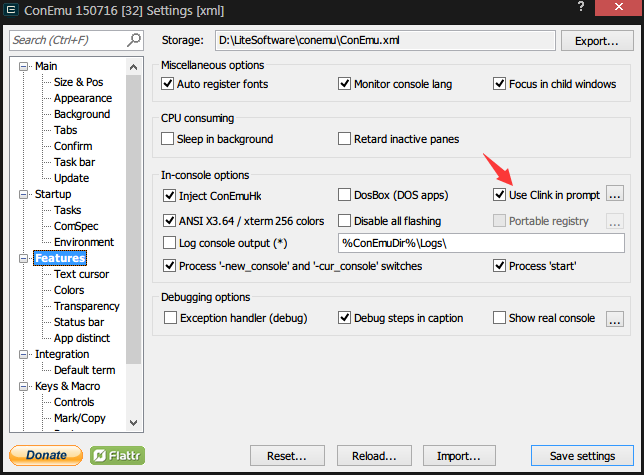 ConEmu 150716 [32] Settings [xml]
Search (Ctrl+F)
Storage: D:\LiteSoftware\conemu\ConEmu.xml Export...
Main
Size & Pos
Appearance
Background
Tabs
Confirm
Task bar
Update
Startup
Tasks
ComSpec
Environment
Features
Text cursor
Colors
Transparency
Status bar
App distinct
Integration
Default term
Keys & Macro
Controls
Mark/Copy
Miscellaneous options
Auto register fonts Monitor console lang Focus in child windows
CPU consuming
Sleep in background Retard inactive panes
In-console options
Inject ConEmuHk DosBox (DOS apps) Use Clink in prompt ...
ANSI X3.64 / xterm 256 colors Disable all flashing Portable registry ...
Log console output (*) %ConEmuDir%\Logs\
Process '-new_console' and '-cur_console' switches Process 'start'
Debugging options
Exception handler (debug) Debug steps in caption Show real console ...
Donate Flattr Reset... Reload... Import... Save settings